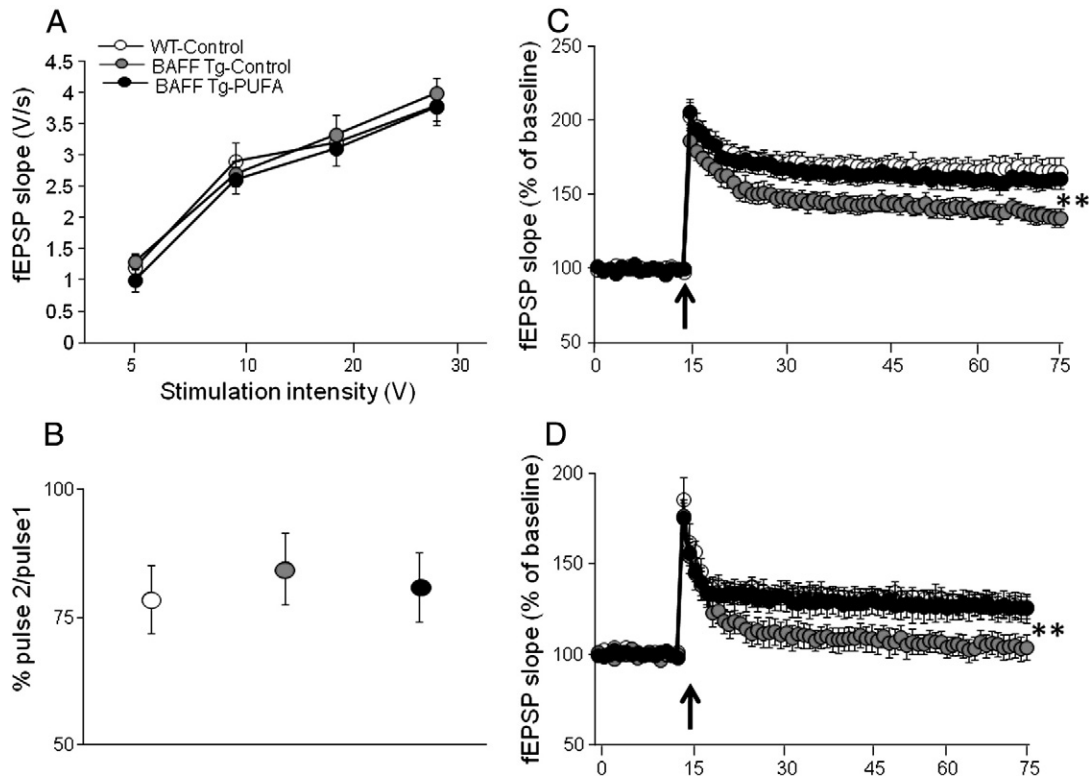 A
WT-Control
BAFF Tg-Control
BAFF Tg-PUFA
fEPSP slope (V/s)
4.5
4
3.5
3
2.5
2
1.5
1
0.5
0
5 10 20 30
Stimulation intensity (V)
B
% pulse 2/pulse1
100
75
50
C
fEPSP slope (% of baseline)
250
200
150
100
50
**
0 15 30 45 60 75
D
fEPSP slope (% of baseline)
200
150
100
50
**
0 15 30 45 60 75